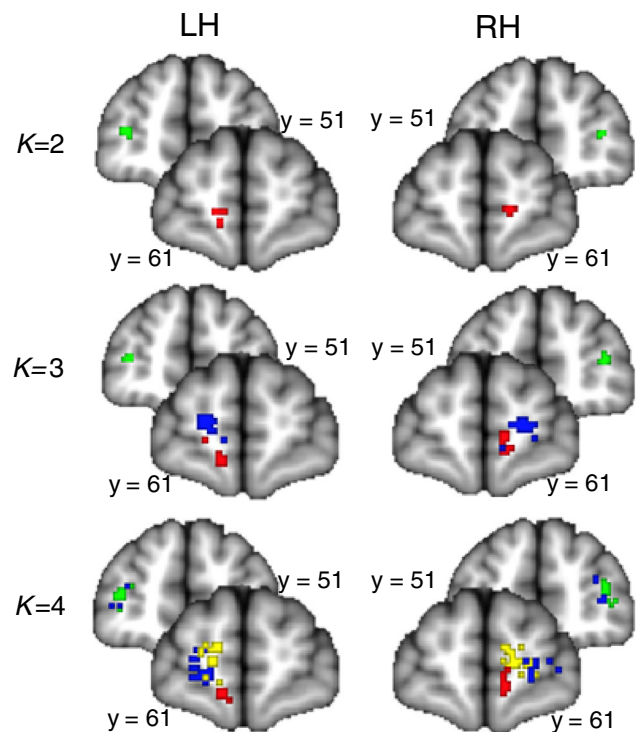 LH RH
K=2 y = 51 y = 51
y = 61 y = 61
K=3 y = 51 y = 51
y = 61 y = 61
K=4 y = 51 y = 51
y = 61 y = 61